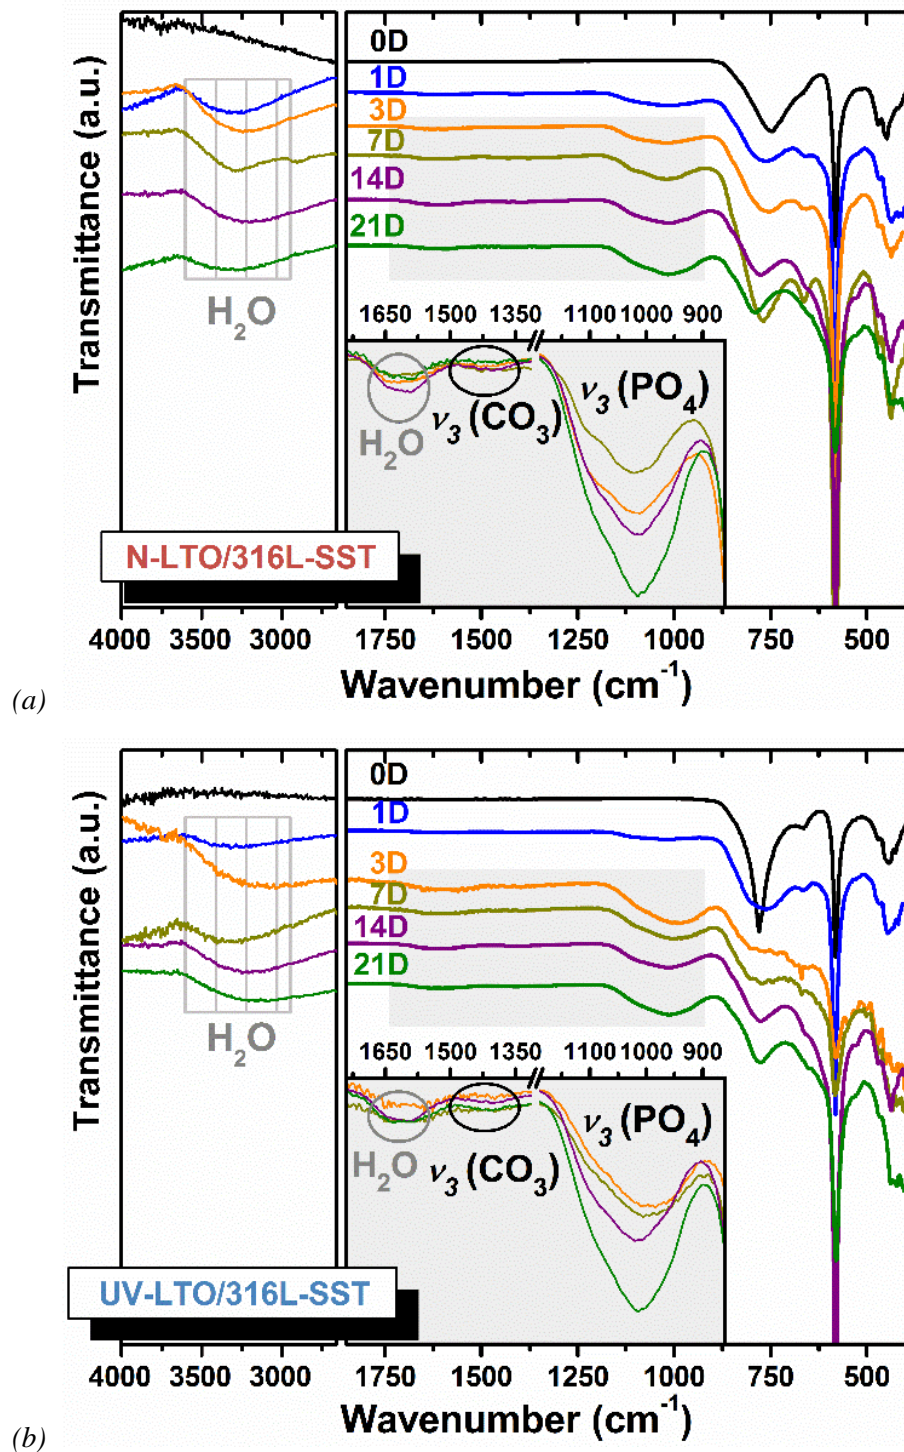 Transmittance (a.u.)
0D
1D
3D
7D
14D
21D
H₂O
1650 1500 1350 1100 1000 900
ν₃ (PO₄)
ν₃ (CO₃)
H₂O
N-LTO/316L-SST
4000 3500 3000 1750 1500 1250 1000 750 500
Wavenumber (cm⁻¹)
(a)
Transmittance (a.u.)
0D
1D
3D
7D
14D
21D
H₂O
1650 1500 1350 1100 1000 900
ν₃ (PO₄)
H₂O
ν₃ (CO₃)
UV-LTO/316L-SST
4000 3500 3000 1750 1500 1250 1000 750 500
Wavenumber (cm⁻¹)
(b)